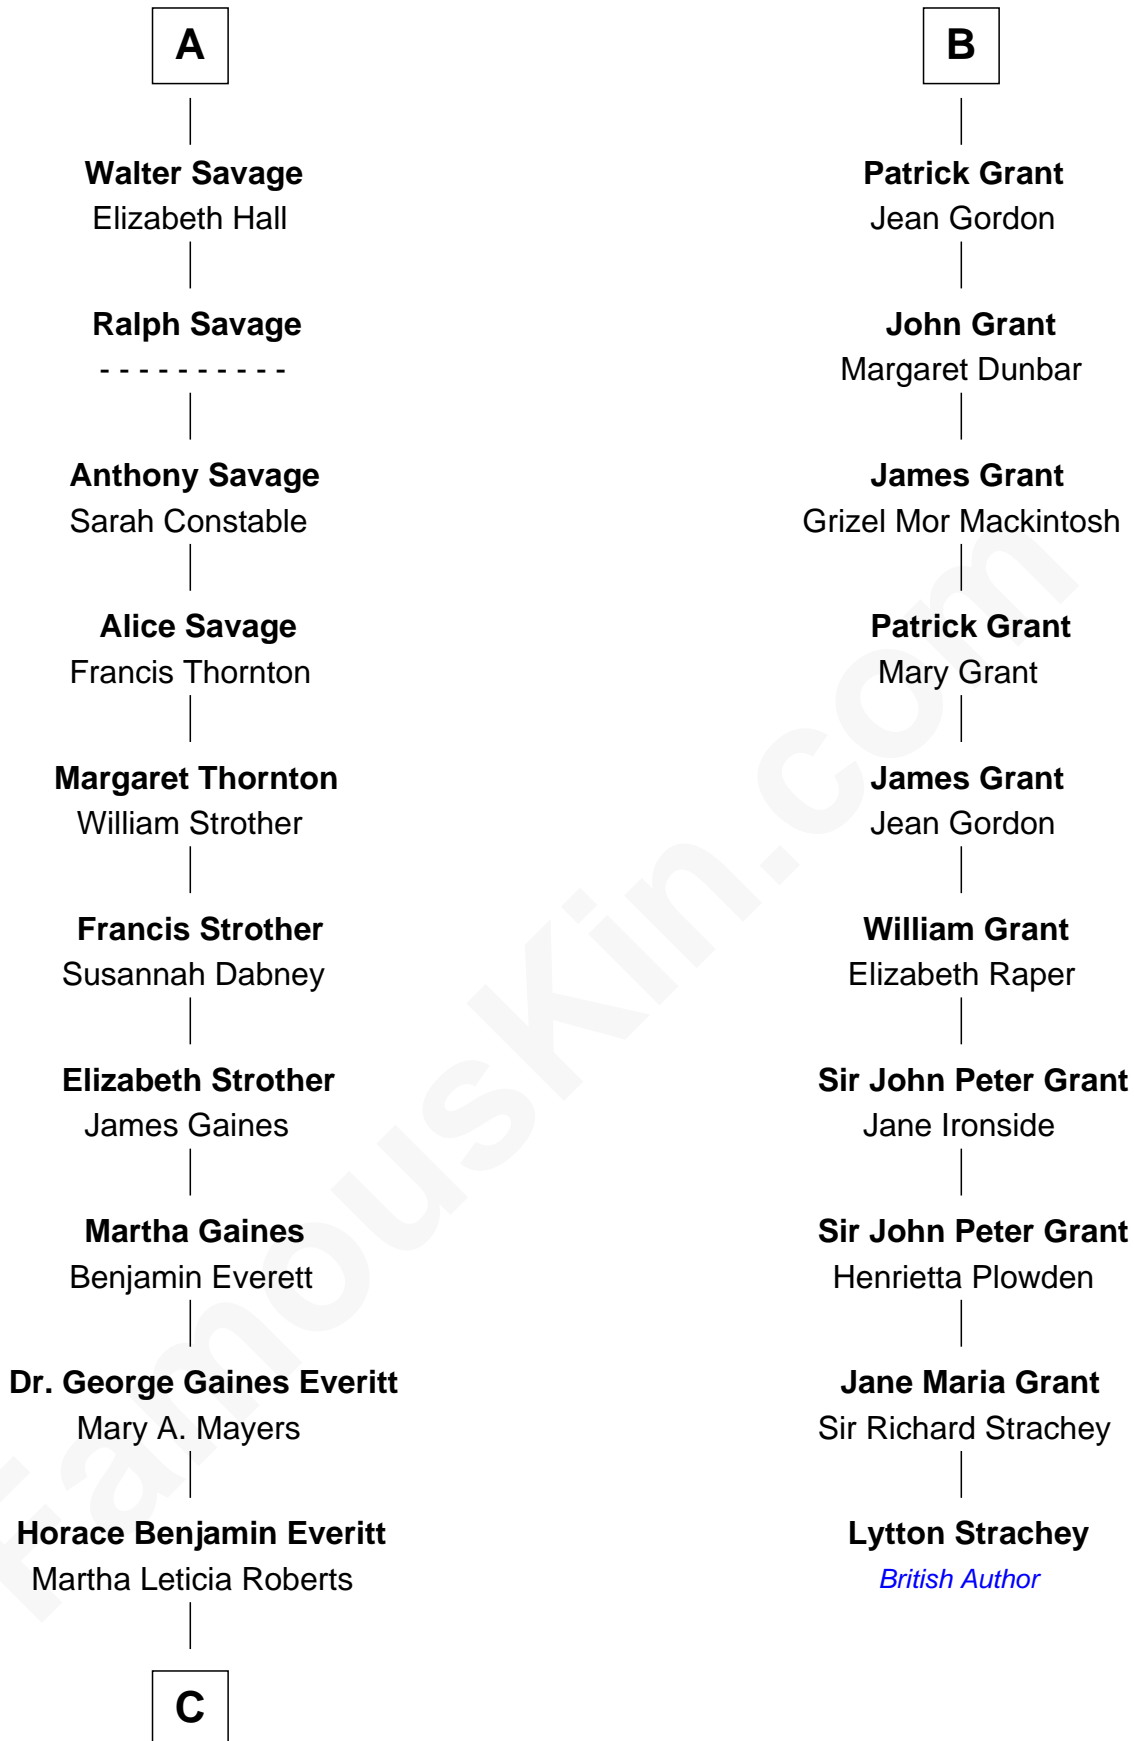 A
Walter Savage
Elizabeth Hall
Ralph Savage
- - - - - - - - - -
Anthony Savage
Sarah Constable
Alice Savage
Francis Thornton
Margaret Thornton
William Strother
Francis Strother
Susannah Dabney
Elizabeth Strother
James Gaines
Martha Gaines
Benjamin Everett
Dr. George Gaines Everitt
Mary A. Mayers
Horace Benjamin Everitt
Martha Leticia Roberts
C
B
Patrick Grant
Jean Gordon
John Grant
Margaret Dunbar
James Grant
Grizel Mor Mackintosh
Patrick Grant
Mary Grant
James Grant
Jean Gordon
William Grant
Elizabeth Raper
Sir John Peter Grant
Jane Ironside
Sir John Peter Grant
Henrietta Plowden
Jane Maria Grant
Sir Richard Strachey
Lytton Strachey
British Author
FamousKin.com